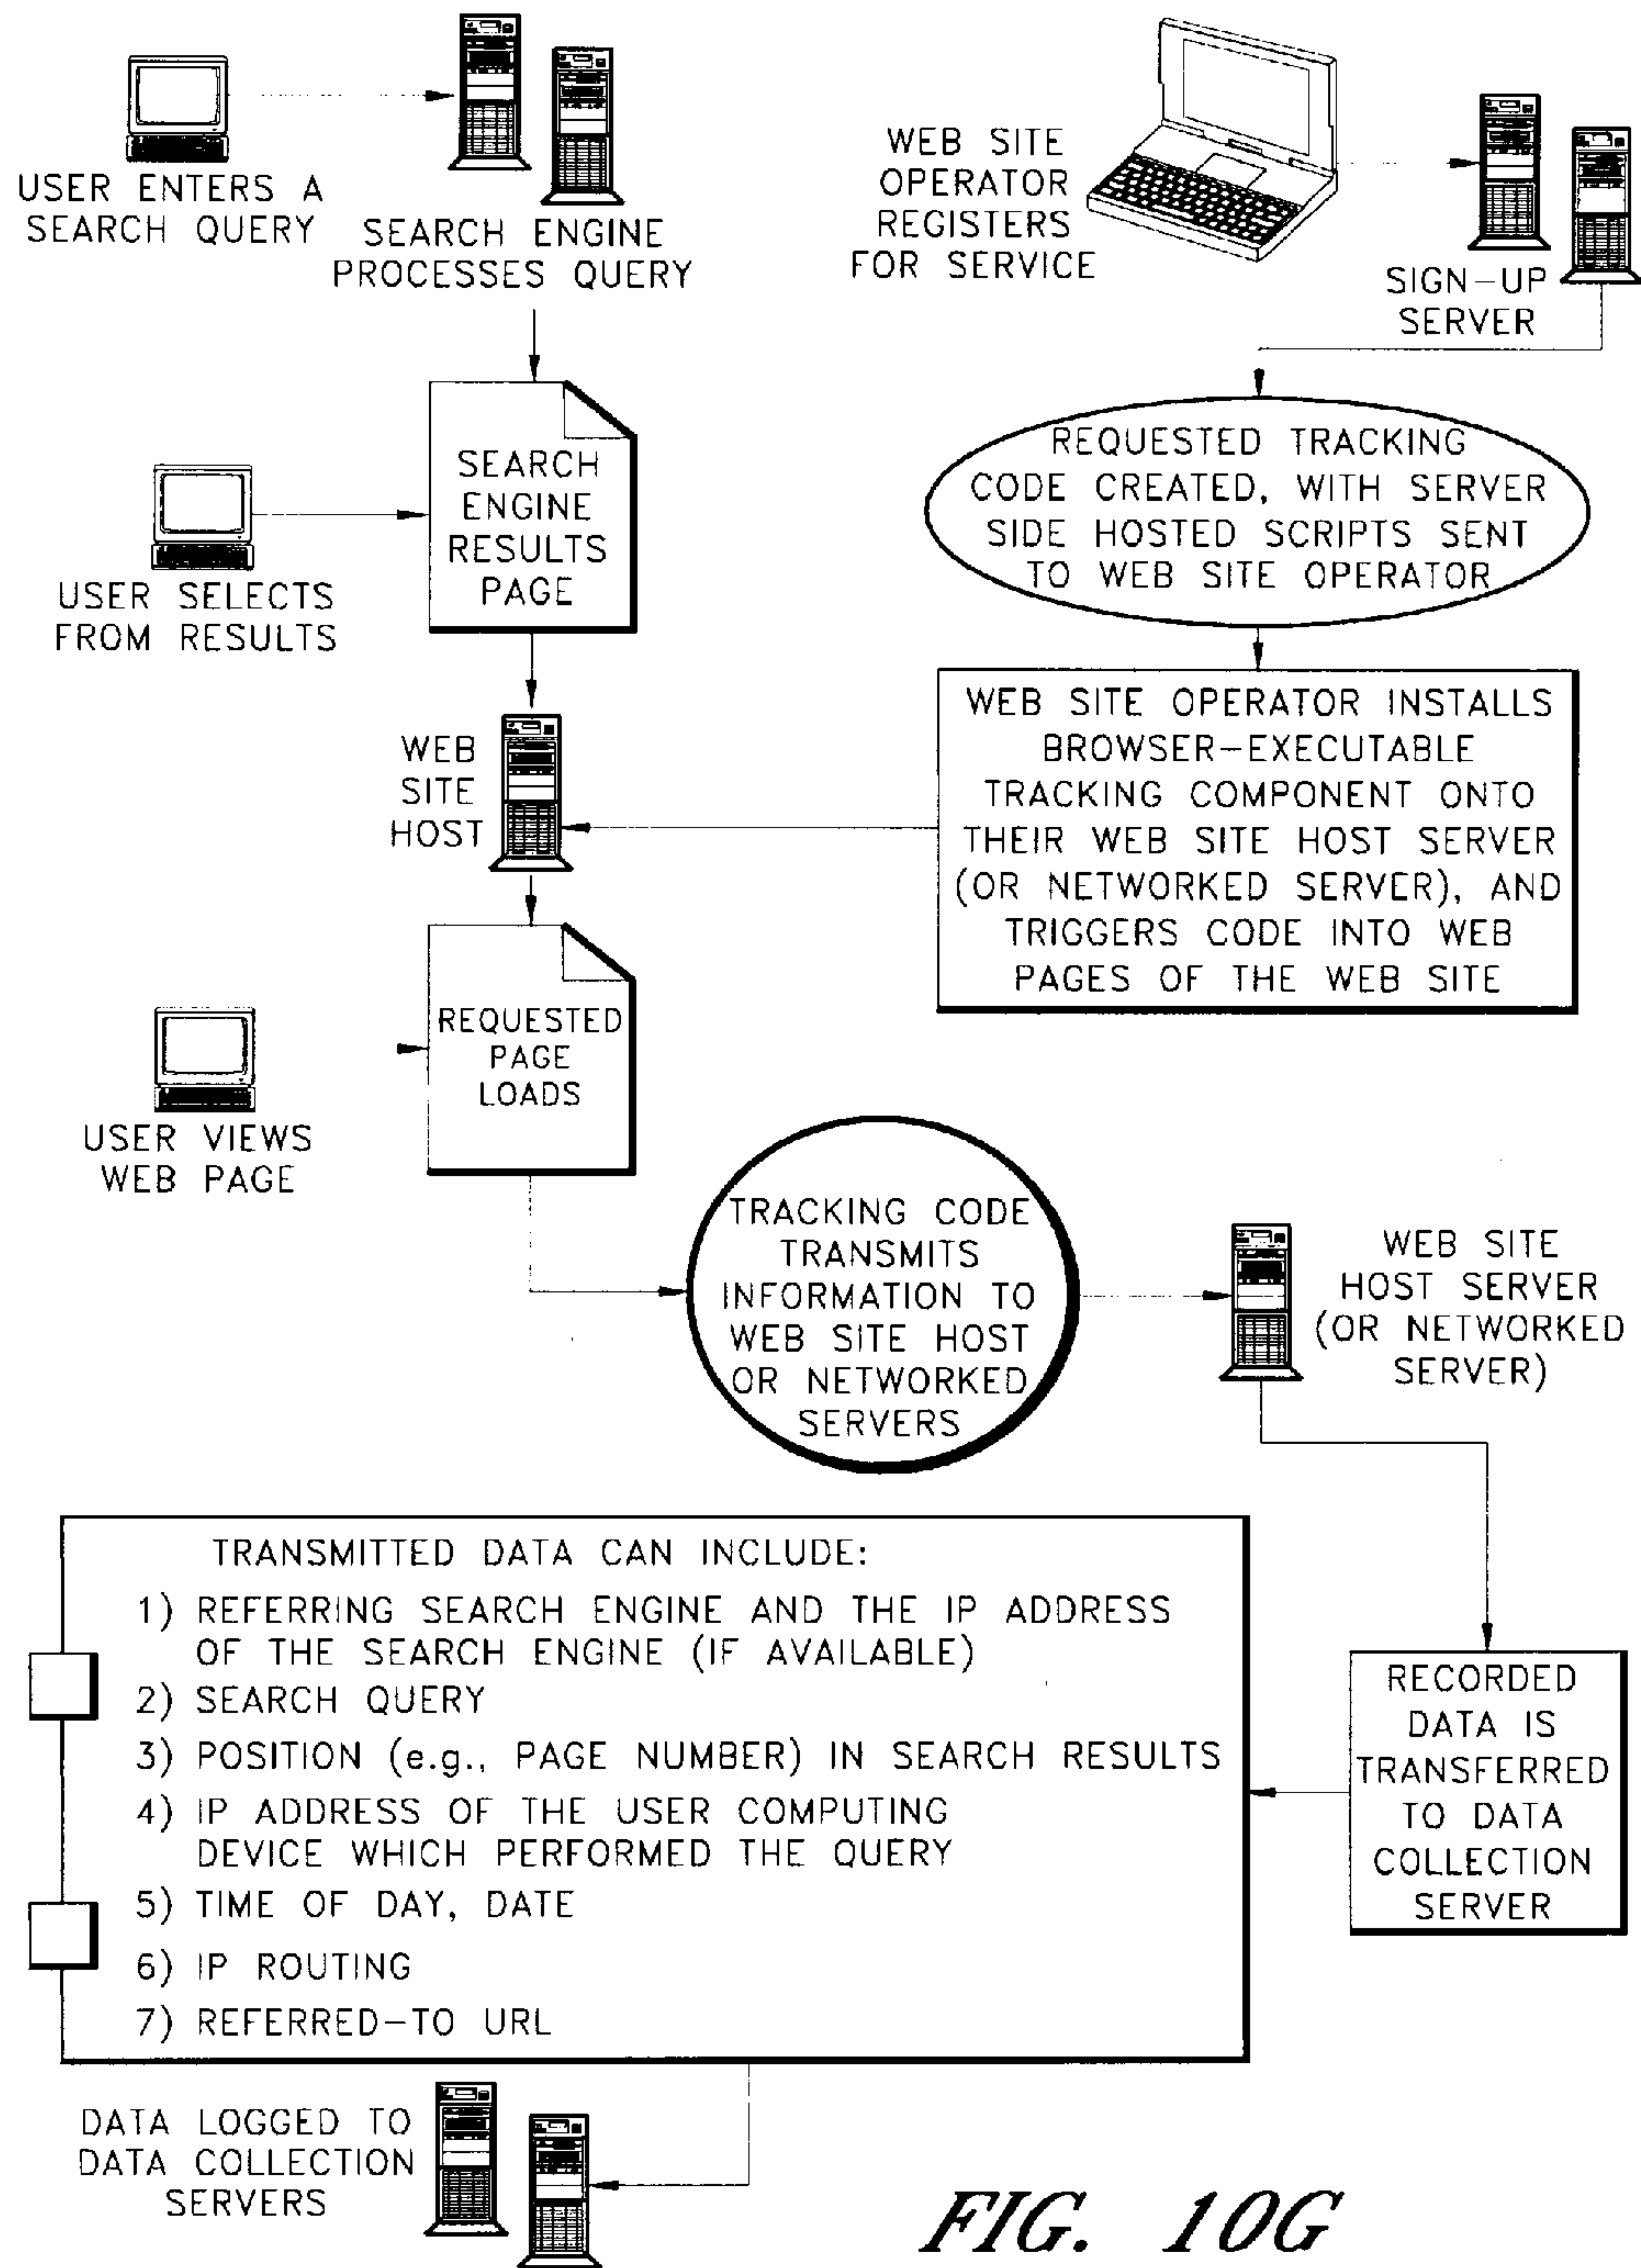 USER ENTERS A
SEARCH QUERY
SEARCH ENGINE
PROCESSES QUERY
WEB SITE
OPERATOR
REGISTERS
FOR SERVICE
SIGN-UP
SERVER
SEARCH
ENGINE
RESULTS
PAGE
USER SELECTS
FROM RESULTS
REQUESTED TRACKING
CODE CREATED, WITH SERVER
SIDE HOSTED SCRIPTS SENT
TO WEB SITE OPERATOR
WEB
SITE
HOST
WEB SITE OPERATOR INSTALLS
BROWSER-EXECUTABLE
TRACKING COMPONENT ONTO
THEIR WEB SITE HOST SERVER
(OR NETWORKED SERVER), AND
TRIGGERS CODE INTO WEB
PAGES OF THE WEB SITE
REQUESTED
PAGE
LOADS
USER VIEWS
WEB PAGE
TRACKING CODE
TRANSMITS
INFORMATION TO
WEB SITE HOST
OR NETWORKED
SERVERS
WEB SITE
HOST SERVER
(OR NETWORKED
SERVER)
TRANSMITTED DATA CAN INCLUDE:
1) REFERRING SEARCH ENGINE AND THE IP ADDRESS
OF THE SEARCH ENGINE (IF AVAILABLE)
2) SEARCH QUERY
3) POSITION (e.g., PAGE NUMBER) IN SEARCH RESULTS
4) IP ADDRESS OF THE USER COMPUTING
DEVICE WHICH PERFORMED THE QUERY
5) TIME OF DAY, DATE
6) IP ROUTING
7) REFERRED-TO URL
RECORDED
DATA IS
TRANSFERRED
TO DATA
COLLECTION
SERVER
DATA LOGGED TO
DATA COLLECTION
SERVERS
FIG. 10G